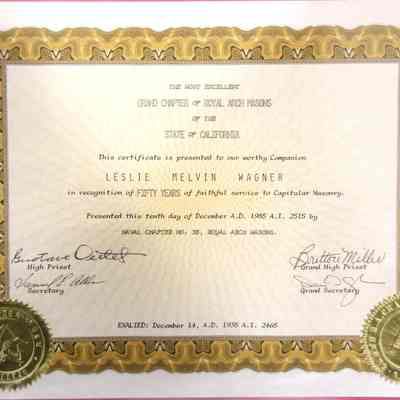 THE MOST EXCELLENT
GRAND CHAPTER OF ROYAL ARCH MASONS
OF THE
STATE OF CALIFORNIA
This certificate is presented to our worthy Companion
LESLIE MELVIN WAGNER
in recognition of FIFTY YEARS of faithful service to Capitular Masonry.
Presented this tenth day of December A.D. 1985 A.I. 2515 by
NAVAL CHAPTER NO. 35, ROYAL ARCH MASONS.
High Priest
Grand High Priest
Secretary
Grand Secretary
EXALTED: December 14, A.D. 1935 A.I. 2465